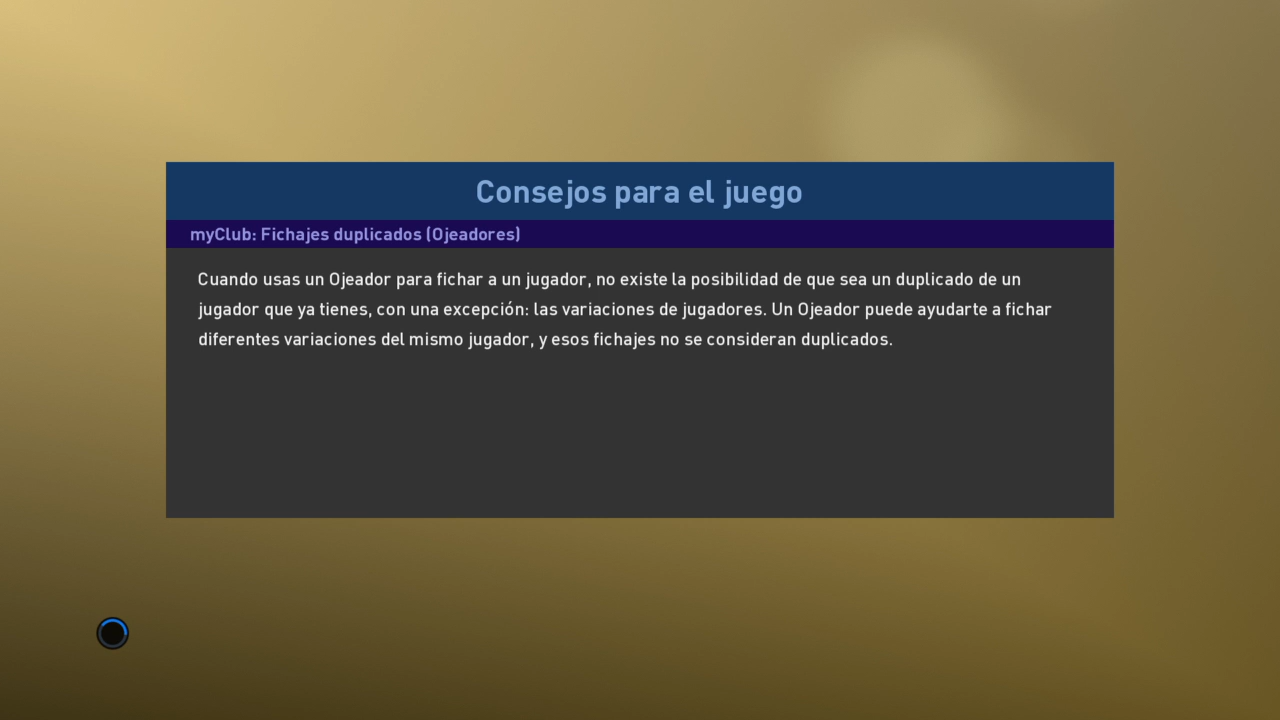 Consejos para el juego
myClub: Fichajes duplicados (Ojeadores)
Cuando usas un Ojeador para fichar a un jugador, no existe la posibilidad de que sea un duplicado de un
jugador que ya tienes, con una excepción: las variaciones de jugadores. Un Ojeador puede ayudarte a fichar
diferentes variaciones del mismo jugador, y esos fichajes no se consideran duplicados.